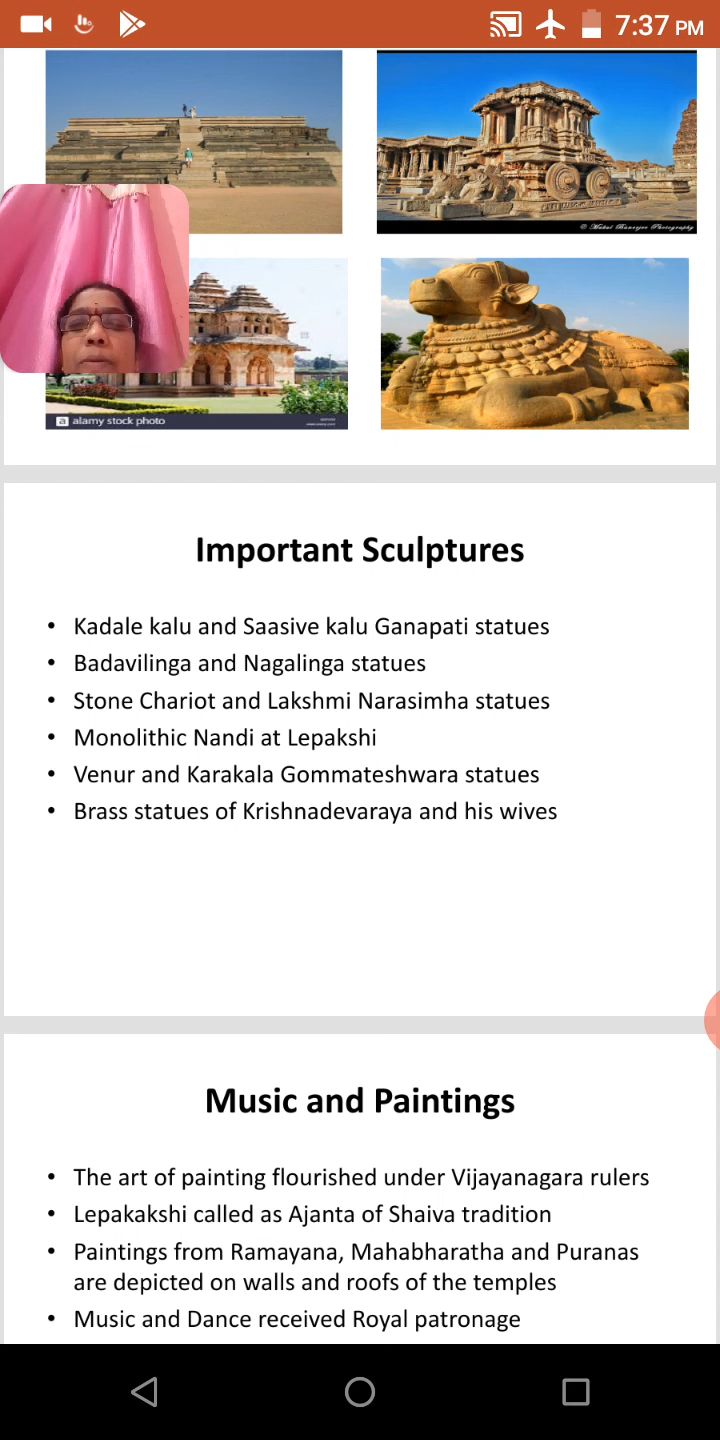 7:37 PM
© Mukul Banerjee Photography
a alamy stock photo
Important Sculptures
• Kadale kalu and Saasive kalu Ganapati statues
• Badavilinga and Nagalinga statues
• Stone Chariot and Lakshmi Narasimha statues
• Monolithic Nandi at Lepakshi
• Venur and Karakala Gommateshwara statues
• Brass statues of Krishnadevaraya and his wives
Music and Paintings
• The art of painting flourished under Vijayanagara rulers
• Lepakakshi called as Ajanta of Shaiva tradition
• Paintings from Ramayana, Mahabharatha and Puranas
are depicted on walls and roofs of the temples
• Music and Dance received Royal patronage